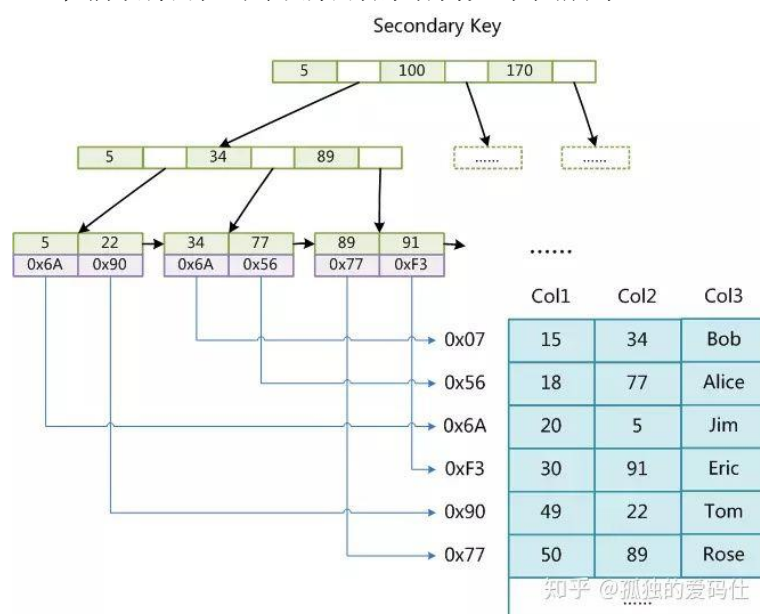 Secondary Key
5 100 170
5 34 89
...... ......
5 22 34 77 89 91
0x6A 0x90 0x6A 0x56 0x77 0xF3
......
Col1 Col2 Col3
0x07 15 34 Bob
0x56 18 77 Alice
0x6A 20 5 Jim
0xF3 30 91 Eric
0x90 49 22 Tom
0x77 50 89 Rose
......
知乎 @孤独的爱码仕